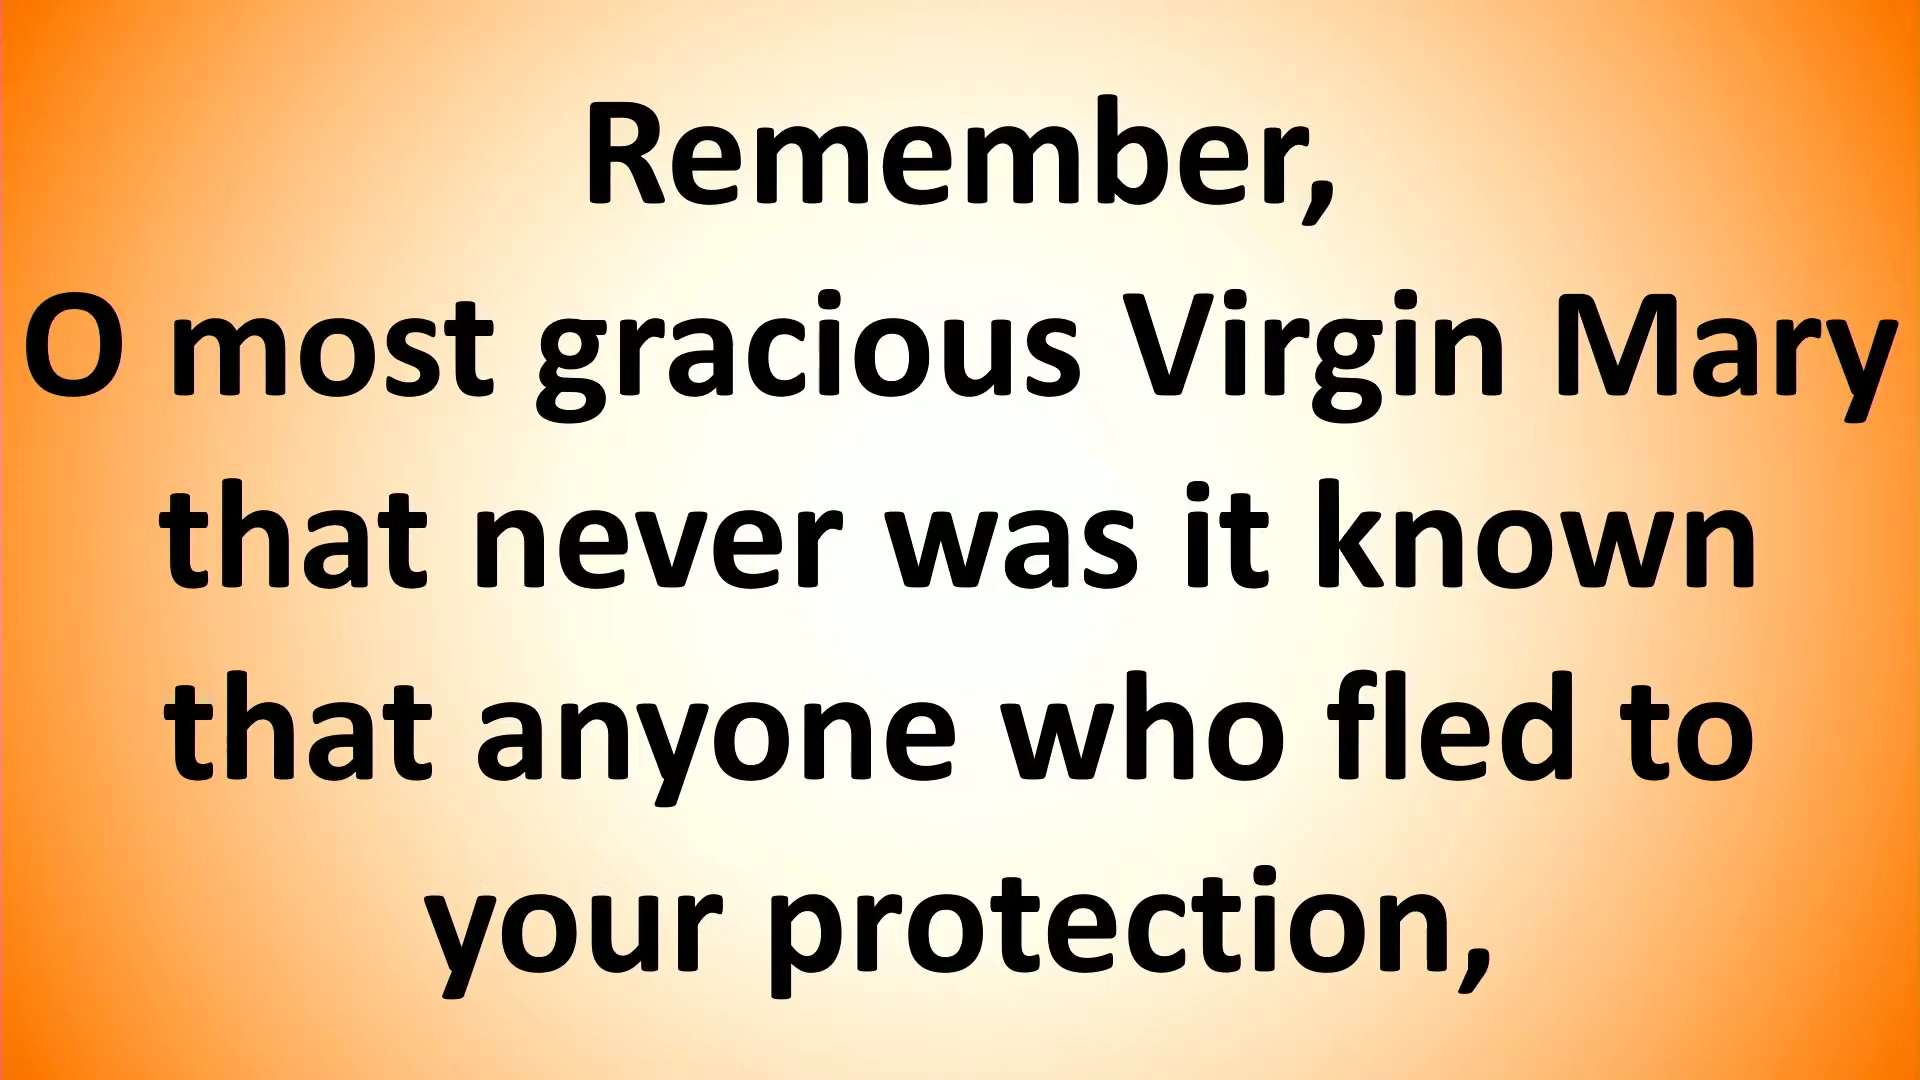 Remember,
O most gracious Virgin Mary
that never was it known
that anyone who fled to
your protection,